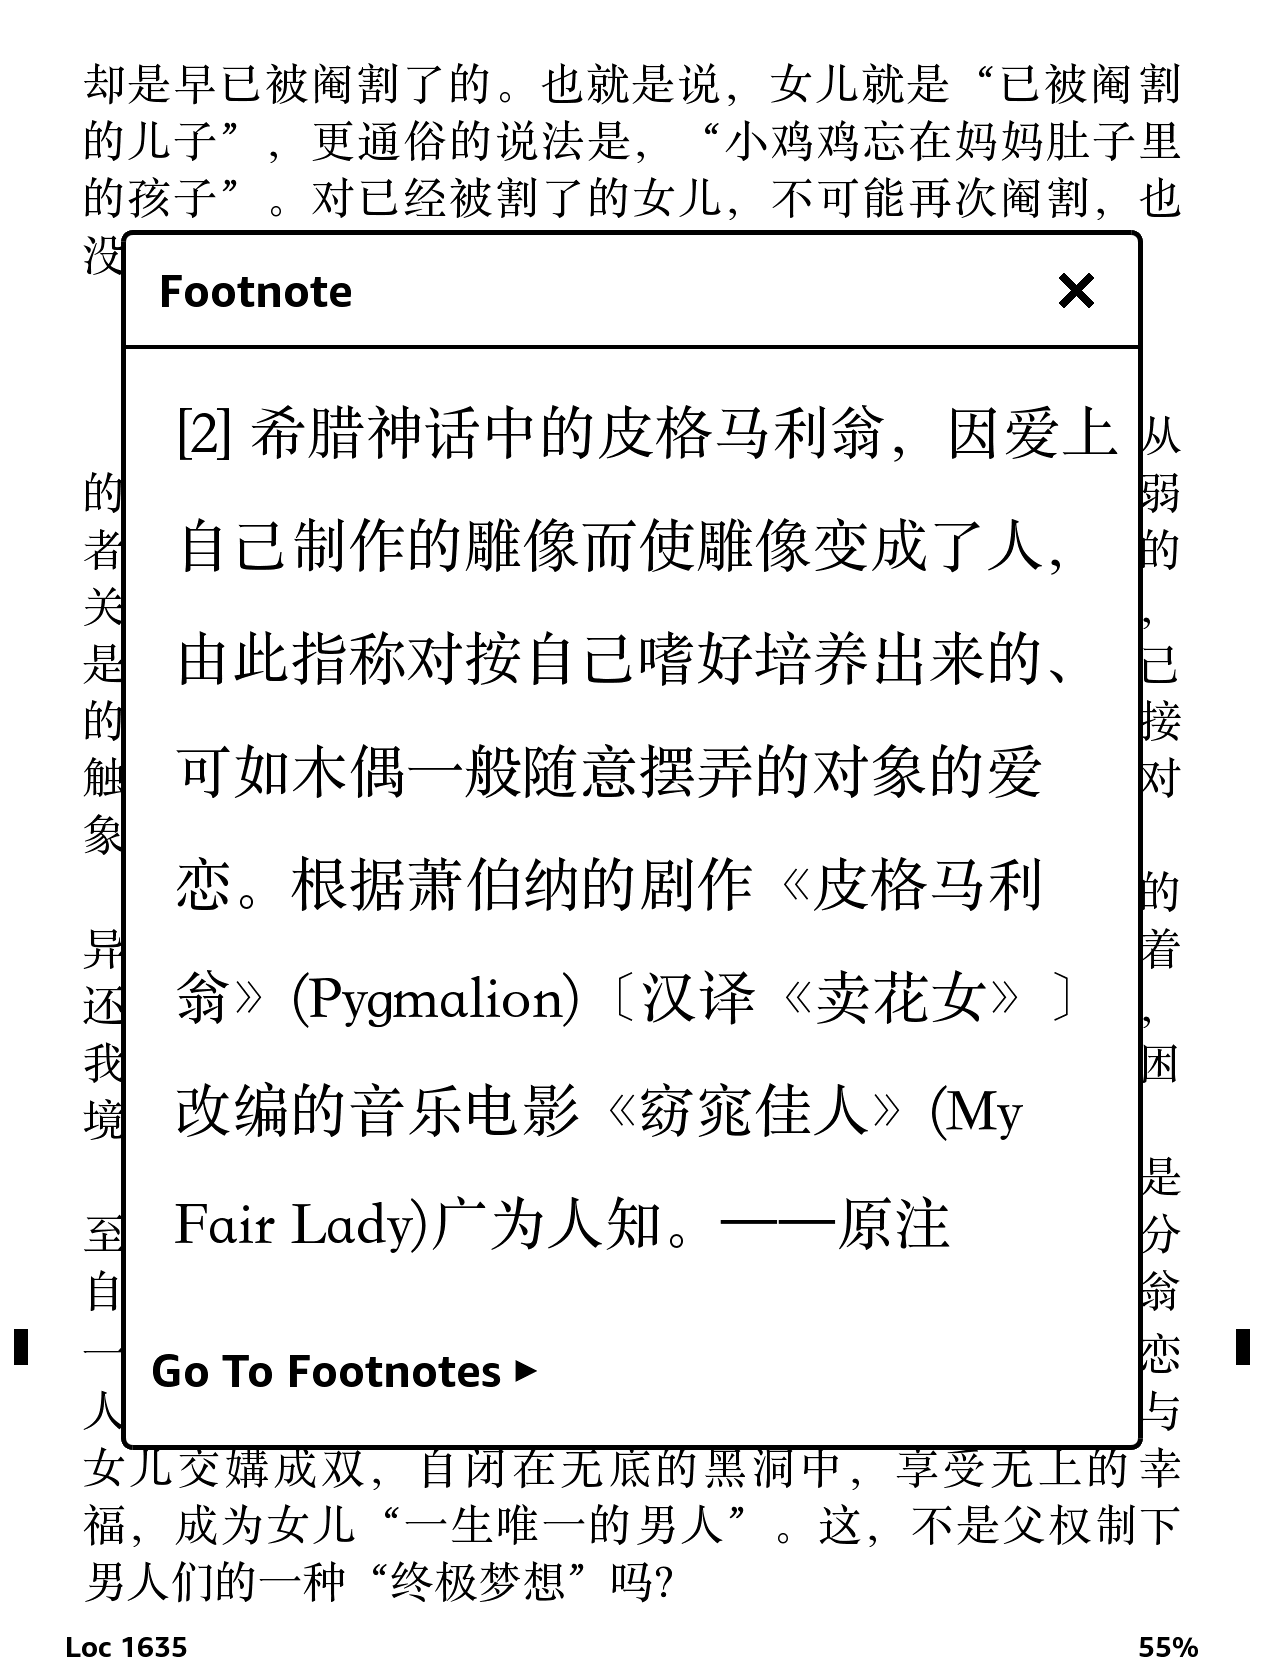 却是早已被阉割了的。也就是说，女儿就是“已被阉割
的儿子”，更通俗的说法是，“小鸡鸡忘在妈妈肚子里
的孩子”。对已经被割了的女儿，不可能再次阉割，也
没
Footnote
[2] 希腊神话中的皮格马利翁，因爱上
自己制作的雕像而使雕像变成了人，
由此指称对按自己嗜好培养出来的、
可如木偶一般随意摆弄的对象的爱
恋。根据萧伯纳的剧作《皮格马利
翁》(Pygmalion)〔汉译《卖花女》〕
改编的音乐电影《窈窕佳人》(My
Fair Lady)广为人知。——原注
Go To Footnotes
从
的 弱
者 的
关 ，
是 己
的 接
触 对
象
的
异 着
还 ，
我 困
境
是
至 分
自 翁
一 恋
人 与
女儿交媾成双，自闭在无底的黑洞中，享受无上的幸
福，成为女儿“一生唯一的男人”。这，不是父权制下
男人们的一种“终极梦想”吗？
Loc 1635 55%